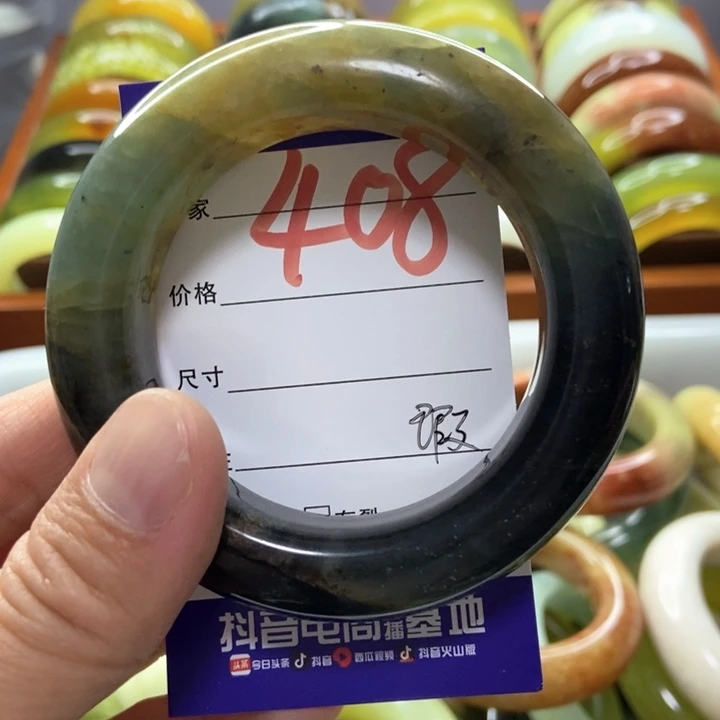 408
家
价格
尺寸
瑕
抖音电商直播基地
今日头条 抖音 西瓜视频 抖音火山版